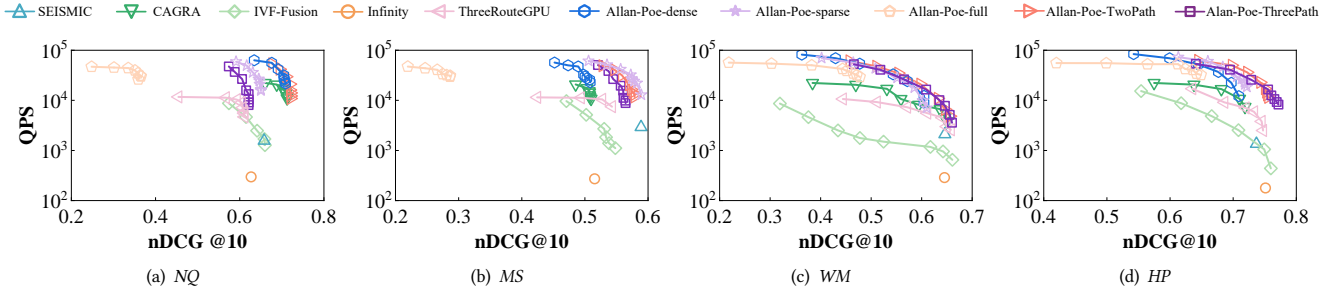 SEISMIC CAGRA IVF-Fusion Infinity ThreeRouteGPU Allan-Poe-dense Allan-Poe-sparse Allan-Poe-full Allan-Poe-TwoPath Alan-Poe-ThreePath
QPS
10^5
10^4
10^3
10^2
0.2 0.4 0.6 0.8
nDCG @10
(a) NQ
QPS
10^5
10^4
10^3
10^2
0.2 0.3 0.4 0.5 0.6
nDCG@10
(b) MS
QPS
10^5
10^4
10^3
10^2
0.2 0.3 0.4 0.5 0.6 0.7
nDCG@10
(c) WM
QPS
10^5
10^4
10^3
10^2
0.4 0.5 0.6 0.7 0.8
nDCG@10
(d) HP